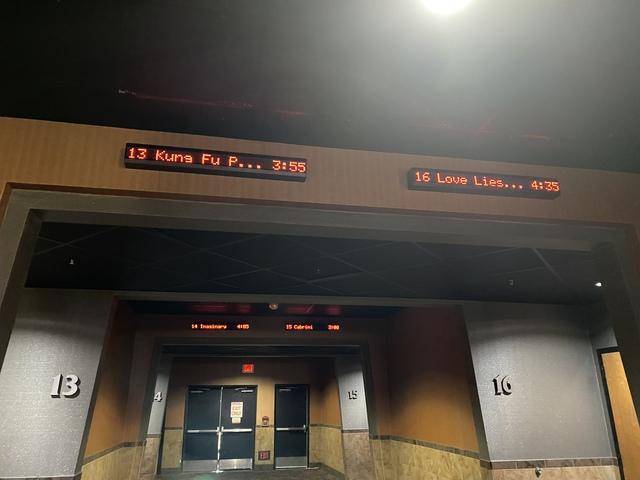 13 Kung Fu P... 3:55
16 Love Lies... 4:35
14 Imaginary 4:05
15 Cabrini 3:00
13
4
15
16